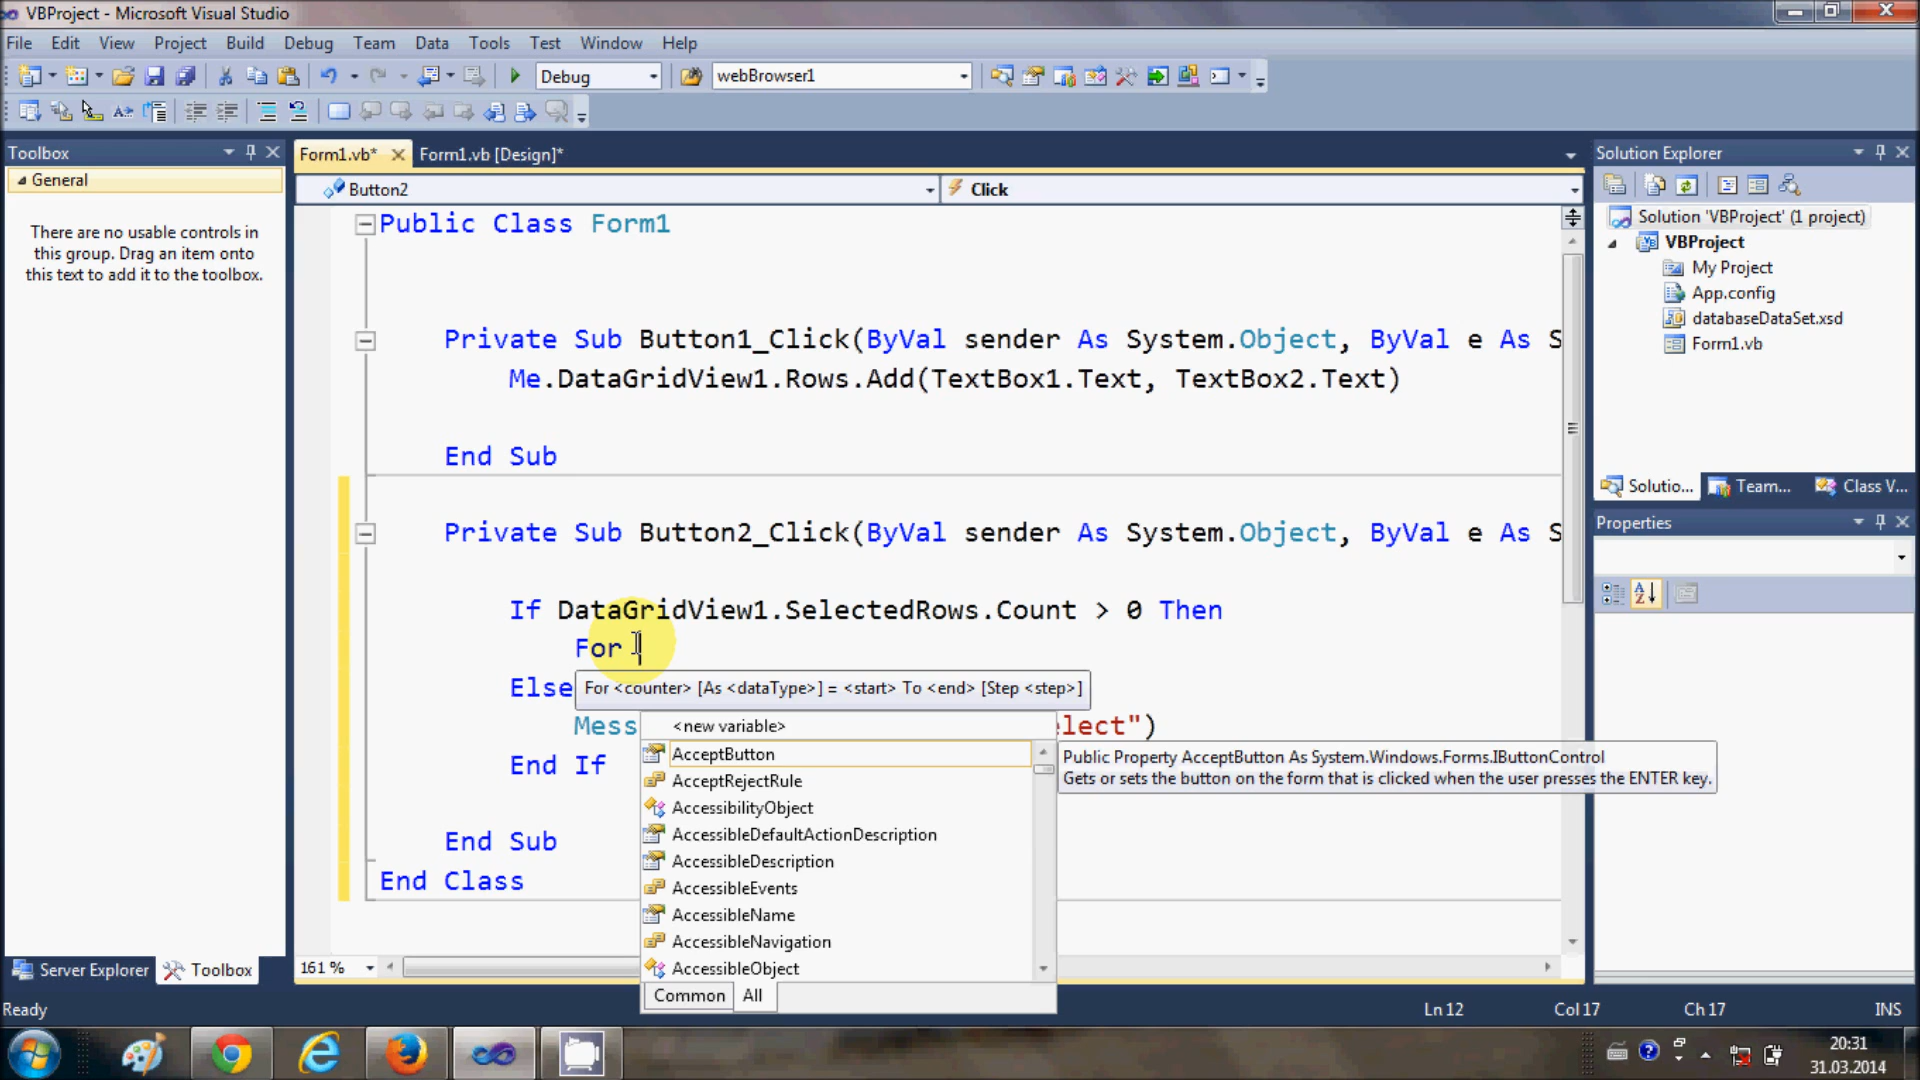 VBProject - Microsoft Visual Studio
File Edit View Project Build Debug Team Data Tools Test Window Help
Debug webBrowser1
Toolbox
General
There are no usable controls in
this group. Drag an item onto
this text to add it to the toolbox.
Server Explorer Toolbox
Form1.vb* Form1.vb [Design]*
Button2 Click
Public Class Form1
Private Sub Button1_Click(ByVal sender As System.Object, ByVal e As S
Me.DataGridView1.Rows.Add(TextBox1.Text, TextBox2.Text)
End Sub
Private Sub Button2_Click(ByVal sender As System.Object, ByVal e As S
If DataGridView1.SelectedRows.Count > 0 Then
For
Else
For <counter> [As <dataType>] = <start> To <end> [Step <step>]
Mess lect")
End If
End Sub
End Class
<new variable>
AcceptButton
AcceptRejectRule
AccessibilityObject
AccessibleDefaultActionDescription
AccessibleDescription
AccessibleEvents
AccessibleName
AccessibleNavigation
AccessibleObject
Common All
Public Property AcceptButton As System.Windows.Forms.IButtonControl
Gets or sets the button on the form that is clicked when the user presses the ENTER key.
161 %
Solution Explorer
Solution 'VBProject' (1 project)
VBProject
My Project
App.config
databaseDataSet.xsd
Form1.vb
Solutio... Team... Class V...
Properties
Ready Ln 12 Col 17 Ch 17 INS
20:31
31.03.2014